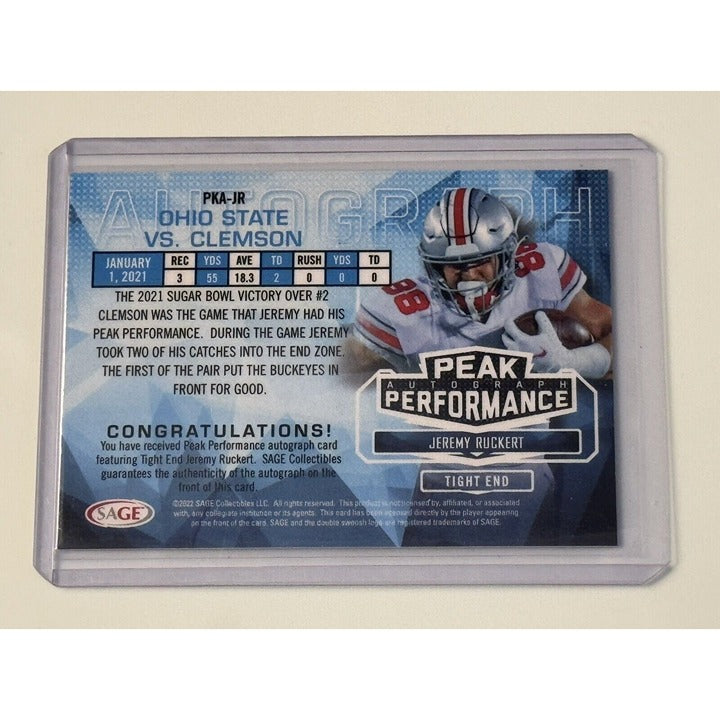 AUTOGRAPH
PKA-JR
OHIO STATE
VS. CLEMSON
JANUARY 1, 2021
REC YDS AVE TD RUSH YDS TD
3 55 18.3 2 0 0 0
THE 2021 SUGAR BOWL VICTORY OVER #2
CLEMSON WAS THE GAME THAT JEREMY HAD HIS
PEAK PERFORMANCE. DURING THE GAME JEREMY
TOOK TWO OF HIS CATCHES INTO THE END ZONE.
THE FIRST OF THE PAIR PUT THE BUCKEYES IN
FRONT FOR GOOD.
88
88
PEAK
AUTOGRAPH
PERFORMANCE
JEREMY RUCKERT
TIGHT END
CONGRATULATIONS!
You have received Peak Performance autograph card
featuring Tight End Jeremy Ruckert. SAGE Collectibles
guarantees the authenticity of the autograph on the
front of this card.
SAGE
©2022 SAGE Collectibles LLC. All rights reserved. This product is not licensed by, affiliated, or associated
with, any collegiate institution or its agents. This card has been licensed directly by the player appearing
on the front of the card. SAGE and the double swoosh logo are registered trademarks of SAGE.